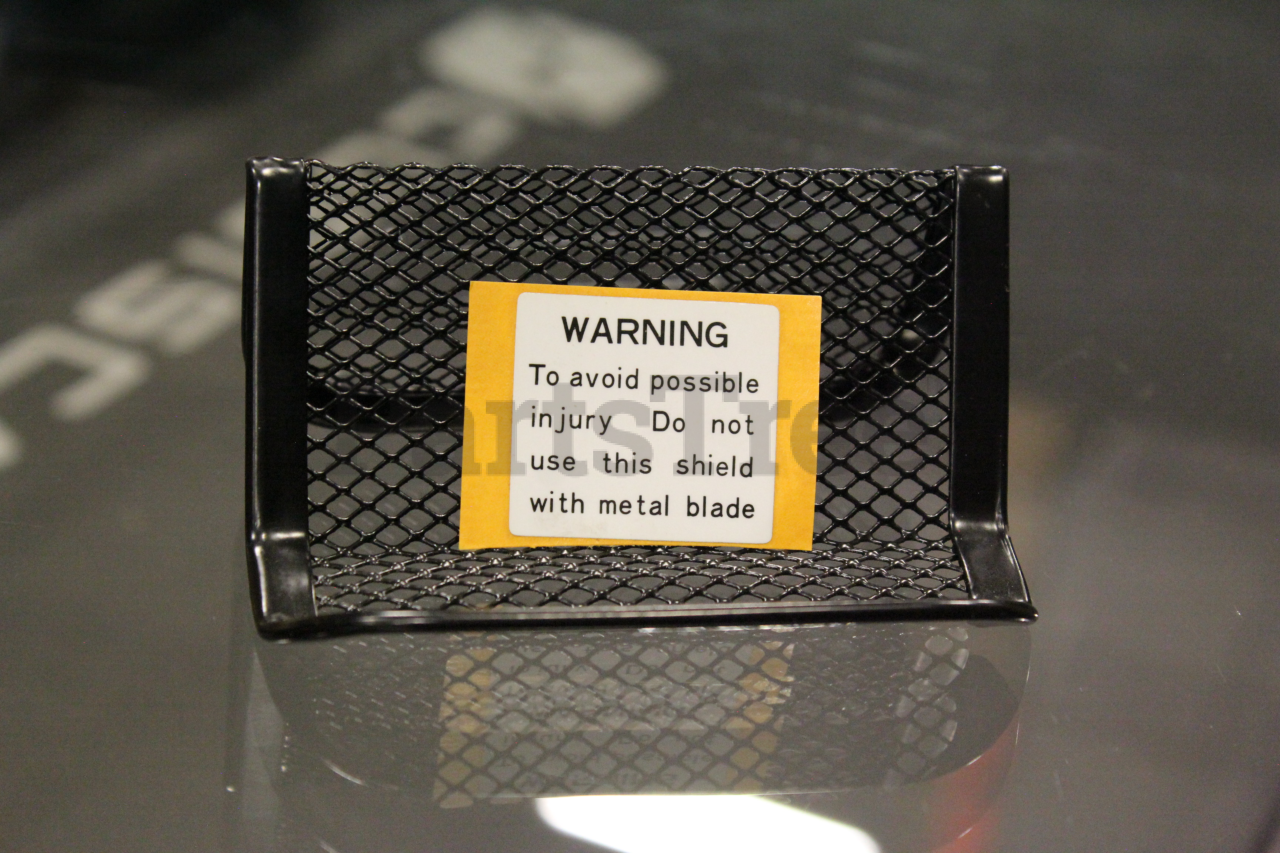 WARNING
To avoid possible
injury Do not
use this shield
with metal blade